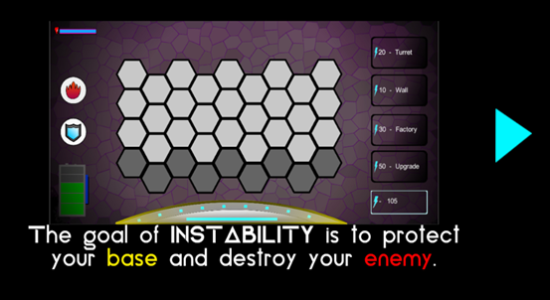 20 - Turret
10 - Wall
30 - Factory
50 - Upgrade
- 105
The goal of INSTABILITY is to protect
your base and destroy your enemy.